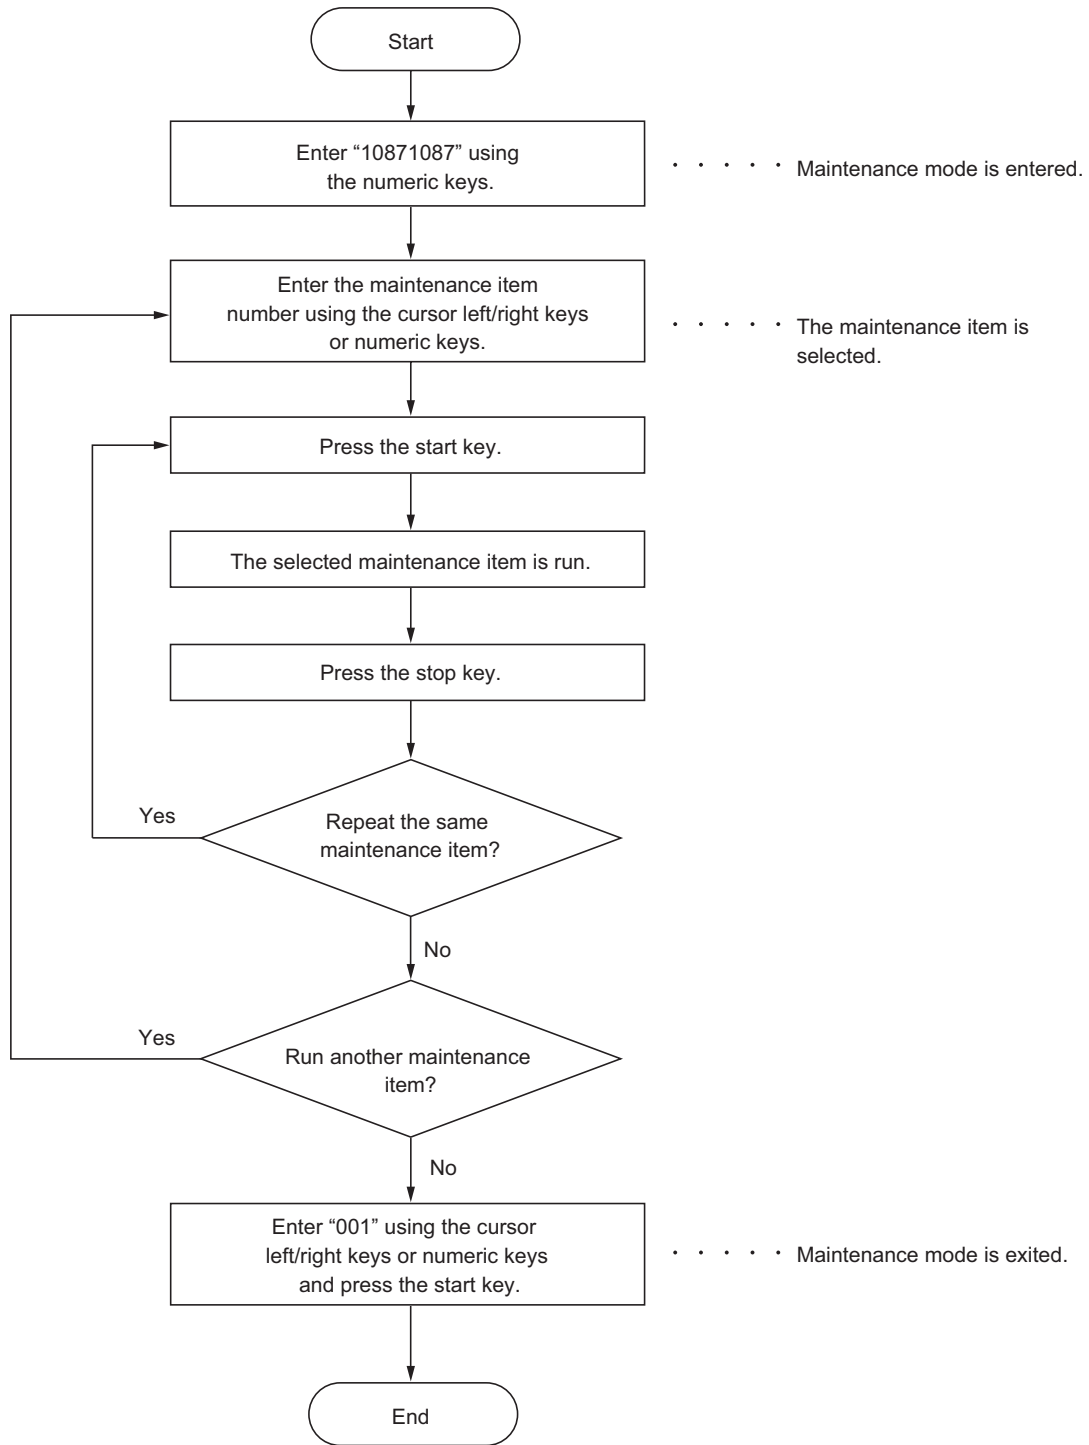 Start
Enter “10871087” using
the numeric keys.
· · · · · Maintenance mode is entered.
Enter the maintenance item
number using the cursor left/right keys
or numeric keys.
· · · · · The maintenance item is
selected.
Press the start key.
The selected maintenance item is run.
Press the stop key.
Yes
Repeat the same
maintenance item?
No
Yes
Run another maintenance
item?
No
Enter “001” using the cursor
left/right keys or numeric keys
and press the start key.
· · · · · Maintenance mode is exited.
End